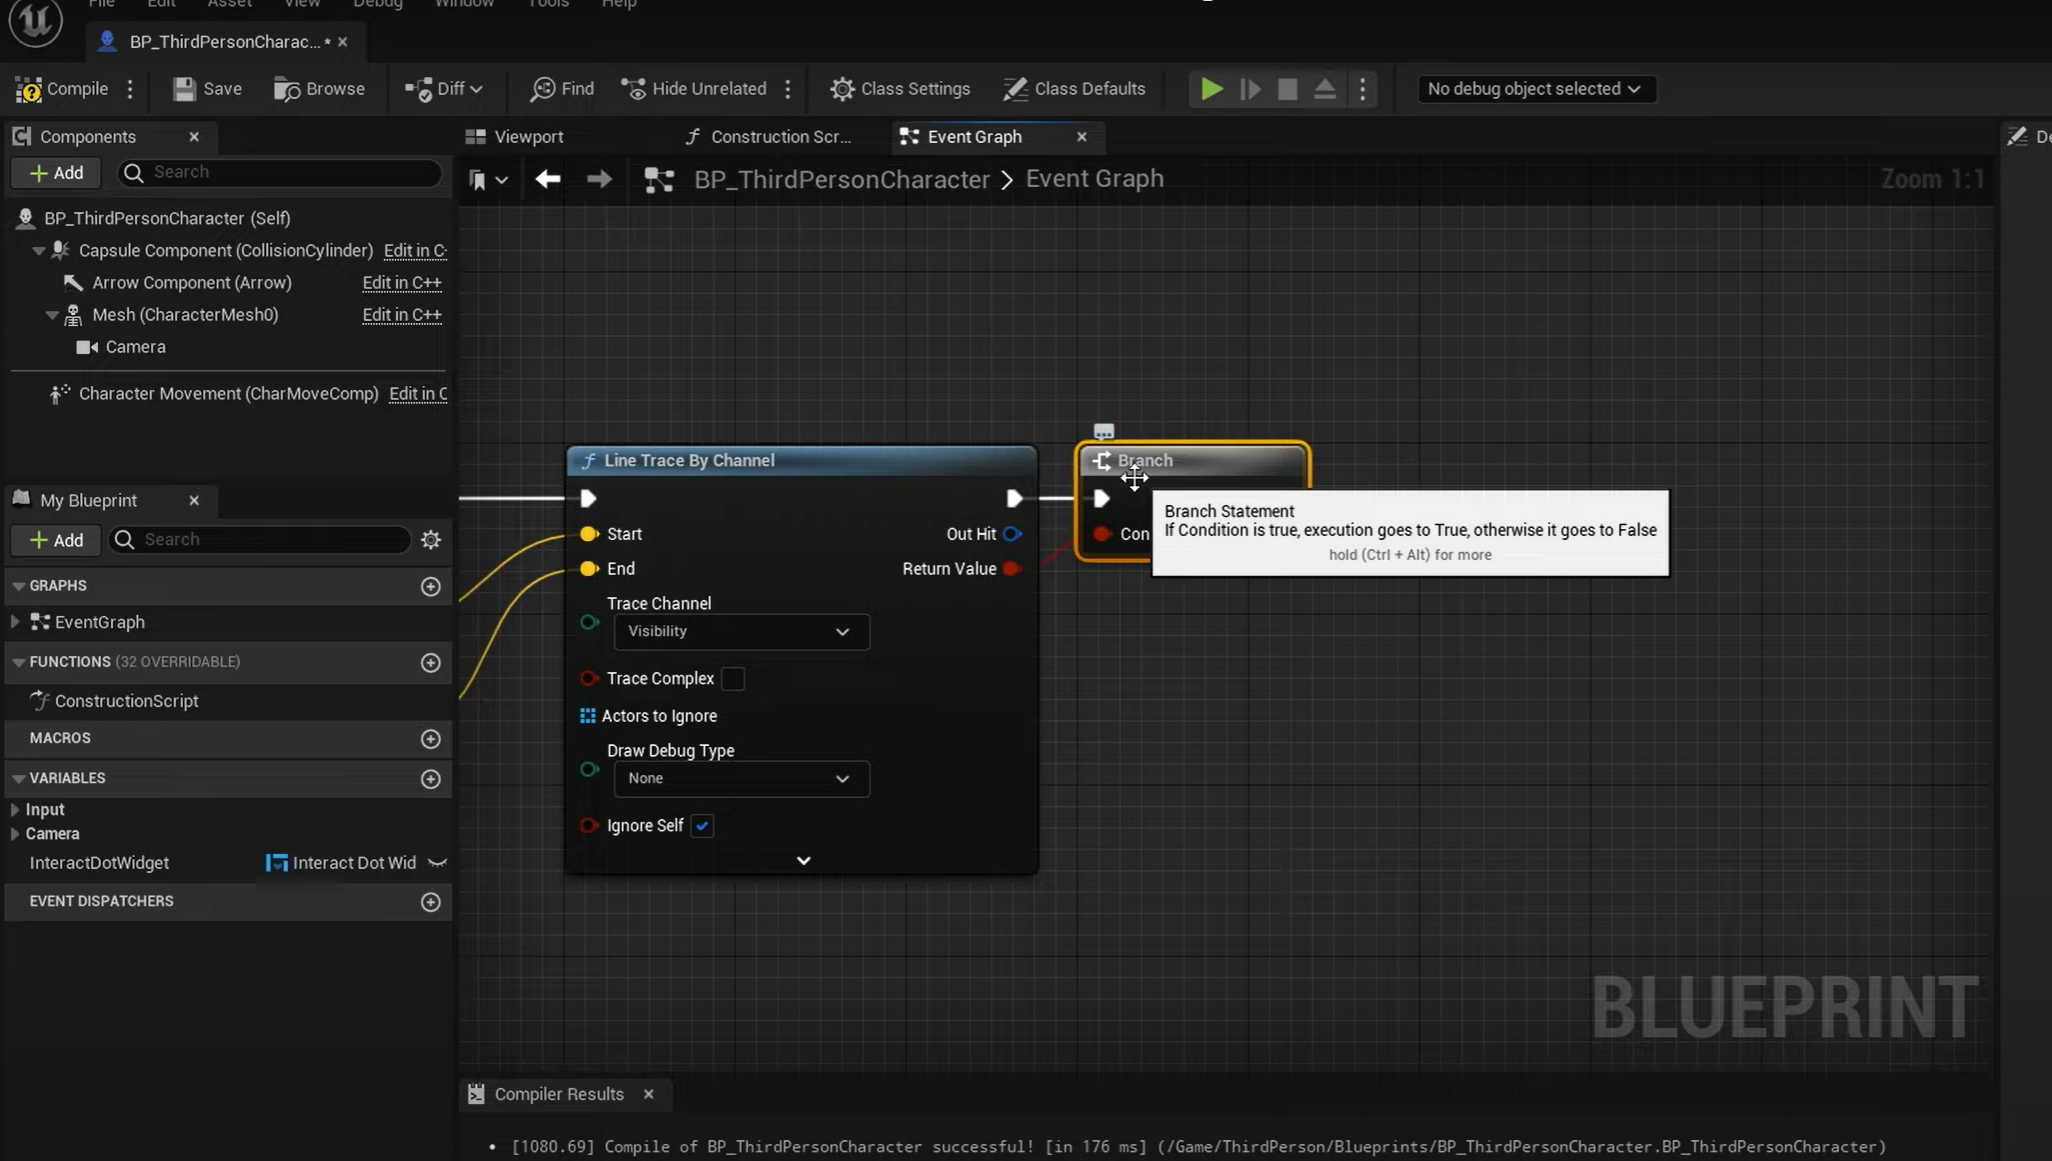 File Edit Asset View Debug Window Tools Help
BP_ThirdPersonCharac... *
Compile Save Browse Diff Find Hide Unrelated Class Settings Class Defaults No debug object selected
Components
Viewport Construction Scr... Event Graph
Add Search
BP_ThirdPersonCharacter > Event Graph Zoom 1:1
BP_ThirdPersonCharacter (Self)
Capsule Component (CollisionCylinder) Edit in C
Arrow Component (Arrow) Edit in C++
Mesh (CharacterMesh0) Edit in C++
Camera
Character Movement (CharMoveComp) Edit in C
My Blueprint
Add Search
GRAPHS
EventGraph
FUNCTIONS (32 OVERRIDABLE)
ConstructionScript
MACROS
VARIABLES
Input
Camera
InteractDotWidget Interact Dot Wid
EVENT DISPATCHERS
Line Trace By Channel
Start Out Hit
End Return Value
Trace Channel
Visibility
Trace Complex
Actors to Ignore
Draw Debug Type
None
Ignore Self
Branch
Con
Branch Statement
If Condition is true, execution goes to True, otherwise it goes to False
hold (Ctrl + Alt) for more
De
BLUEPRINT
Compiler Results
• [1080.69] Compile of BP_ThirdPersonCharacter successful! [in 176 ms] (/Game/ThirdPerson/Blueprints/BP_ThirdPersonCharacter.BP_ThirdPersonCharacter)